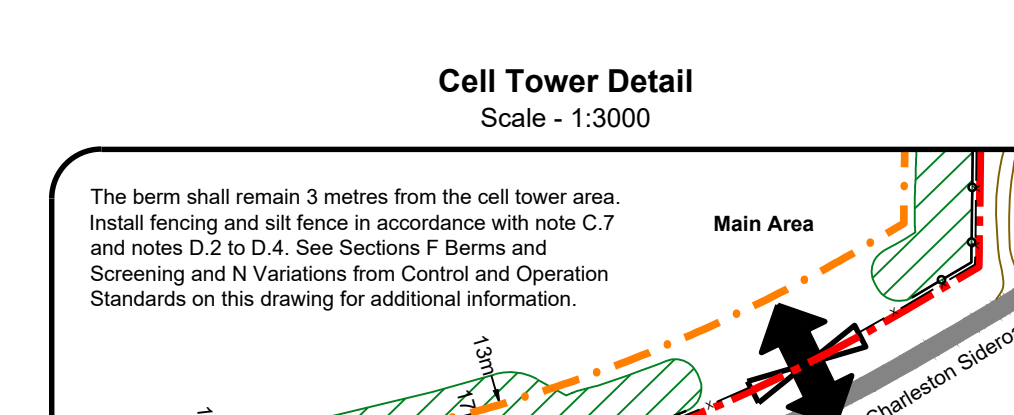 Cell Tower Detail
Scale - 1:3000
The berm shall remain 3 metres from the cell tower area.
Install fencing and silt fence in accordance with note C.7
and notes D.2 to D.4. See Sections F Berms and
Screening and N Variations from Control and Operation
Standards on this drawing for additional information.
Main Area
13m
Charleston